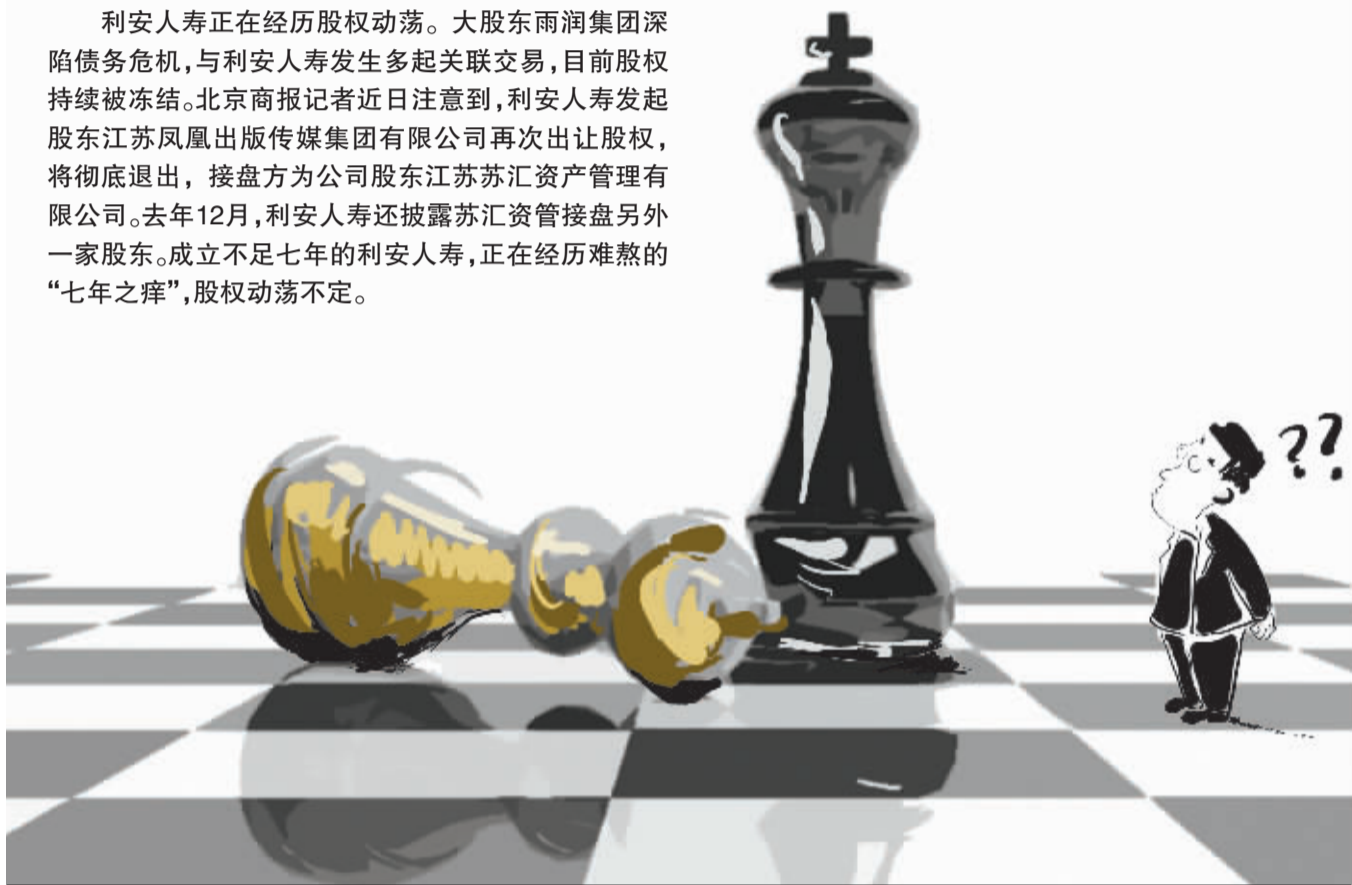 利安人寿正在经历股权动荡。大股东雨润集团深
陷债务危机,与利安人寿发生多起关联交易,目前股权
持续被冻结。北京商报记者近日注意到,利安人寿发起
股东江苏凤凰出版传媒集团有限公司再次出让股权,
将彻底退出，接盘方为公司股东江苏苏汇资产管理有
限公司。去年12月,利安人寿还披露苏汇资管接盘另外
一家股东。成立不足七年的利安人寿,正在经历难熬的
“七年之痒”,股权动荡不定。
??